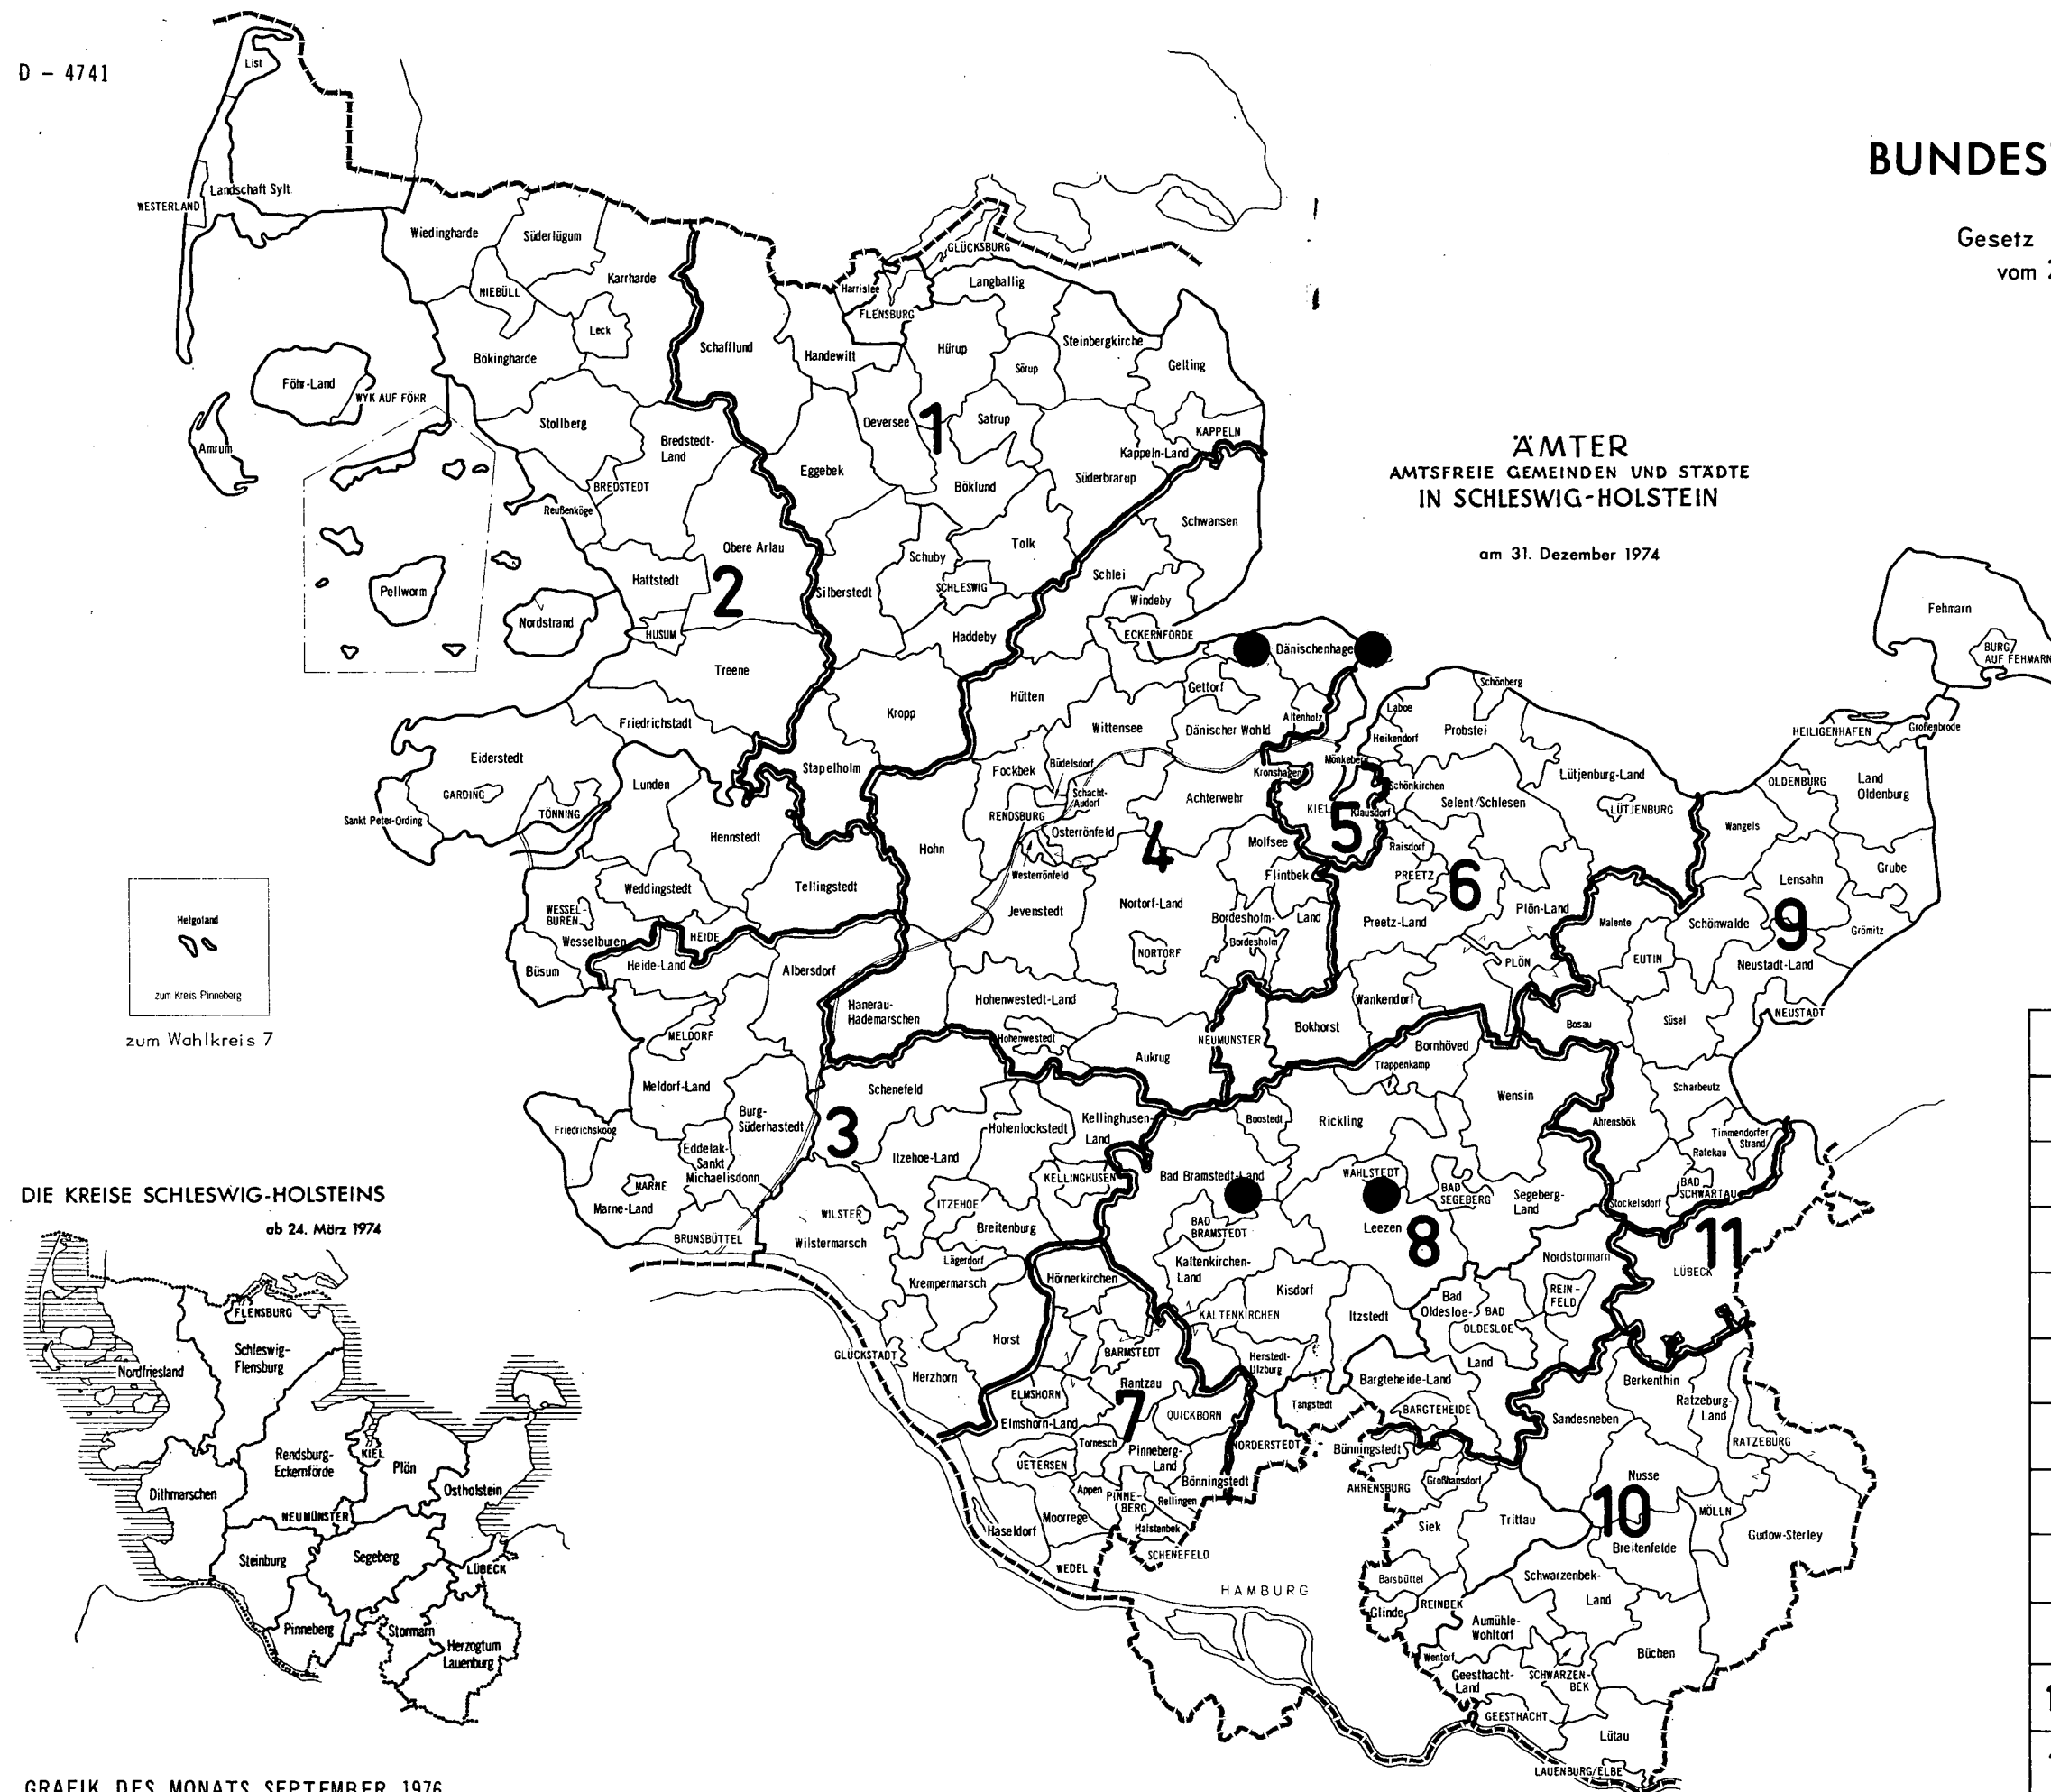 D – 4741
BUNDES
Gesetz
vom 2
ÄMTER
AMTSFREIE GEMEINDEN UND STÄDTE
IN SCHLESWIG-HOLSTEIN
am 31. Dezember 1974
List
Landschaft Sylt
WESTERLAND
Wiedingharde
Süderlügum
Karrharde
NIEBÜLL
Leck
Bökingharde
Föhr-Land
WYK AUF FÖHR
Amrum
Stollberg
Bredstedt-
Land
BREDSTEDT
Reußenköge
Obere Arlau
Hattstedt
2
Pellworm
Nordstrand
HUSUM
Treene
Friedrichstadt
Eiderstedt
GARDING
TÖNNING
Sankt Peter-Ording
GLÜCKSBURG
Harrislee
FLENSBURG
Langballig
Schafflund
Handewitt
Hürup
Steinbergkirche
Sörup
Gelting
Oeversee
1
Satrup
KAPPELN
Kappeln-Land
Eggebek
Böklund
Süderbrarup
Schuby
Tolk
SCHLESWIG
Silberstedt
Haddeby
Kropp
Stapelholm
Schwansen
Schlei
Windeby
ECKERNFÖRDE
Dänischenhage
Hütten
Gettorf
Wittensee
Dänischer Wohld
Altenholz
Fockbek
Büdelsdorf
Schacht-
Audorf
RENDSBURG
Osterrönfeld
Westerrönfeld
Achterwehr
Kronshagen
Hohn
4
Molfsee
Flintbek
Jevenstedt
Nortorf-Land
NORTORF
Bordesholm-
Land
Bordesholm
Hanerau-
Hademarschen
Hohenwestedt-Land
Hohenwestedt
Aukrug
NEUMÜNSTER
KIEL
5
Mönkeberg
Klausdorf
Laboe
Heikendorf
Schönberg
Probstei
Schönkirchen
Selent/Schlesen
Lütjenburg-Land
LÜTJENBURG
Raisdorf
PREETZ
6
Preetz-Land
Plön-Land
PLÖN
Wankendorf
Bokhorst
Fehmarn
BURG
AUF FEHMARN
HEILIGENHAFEN
Großenbrode
OLDENBURG
Land
Oldenburg
Wangels
Lensahn
Grube
9
Malente
Schönwalde
Grömitz
EUTIN
Neustadt-Land
NEUSTADT
Bosau
Süsel
Scharbeutz
Ahrensbök
Timmendorfer
Strand
Ratekau
BAD
SCHWARTAU
Stockelsdorf
11
LÜBECK
Lunden
Hennstedt
Weddingstedt
Tellingstedt
WESSEL-
BUREN
Wesselburen
HEIDE
Heide-Land
Büsum
Albersdorf
MELDORF
Meldorf-Land
Burg-
Süderhastedt
Friedrichskoog
Eddelak-
Sankt
Michaelisdonn
MARNE
Marne-Land
BRUNSBÜTTEL
3
Schenefeld
Kellinghusen-
Land
Hohenlockstedt
Itzehoe-Land
KELLINGHUSEN
ITZEHOE
WILSTER
Wilstermarsch
Breitenburg
Lägerdorf
Krempermarsch
Horst
GLÜCKSTADT
Herzhorn
Bornhöved
Trappenkamp
Wensin
Boostedt
Rickling
Bad Bramstedt-Land
WAHLSTEDT
BAD
SEGEBERG
Segeberg-
Land
BAD
BRAMSTEDT
Leezen
8
Kaltenkirchen-
Land
Kisdorf
KALTENKIRCHEN
Itzstedt
Henstedt-
Ulzburg
Nordstormarn
REIN-
FELD
Bad
Oldesloe-
Land
BAD
OLDESLOE
Bargteheide-Land
BARGTEHEIDE
Tangstedt
NORDERSTEDT
Hörnerkirchen
BARMSTEDT
Rantzau
ELMSHORN
Elmshorn-Land
7
QUICKBORN
Tornesch
Pinneberg-
Land
UETERSEN
Bönningstedt
Appen
PINNE-
BERG
Rellingen
Moorrege
Halstenbek
Haseldorf
SCHENEFELD
WEDEL
HAMBURG
Bünningstedt
AHRENSBURG
Großhansdorf
Siek
Trittau
Barsbüttel
Glinde
REINBEK
Sandesneben
Berkenthin
Ratzeburg-
Land
RATZEBURG
Nusse
10
MÖLLN
Breitenfelde
Gudow-Sterley
Schwarzenbek-
Land
Aumühle-
Wohltorf
Wentorf
Geesthacht-
Land
SCHWARZEN-
BEK
Büchen
GEESTHACHT
Lütau
LAUENBURG/ELBE
Helgoland
zum Kreis Pinneberg
zum Wahlkreis 7
DIE KREISE SCHLESWIG-HOLSTEINS
ab 24. März 1974
FLENSBURG
Schleswig-
Flensburg
Nordfriesland
Rendsburg-
Eckernförde
KIEL
Plön
Dithmarschen
Ostholstein
NEUMÜNSTER
Steinburg
Segeberg
LÜBECK
Pinneberg
Stormarn
Herzogtum
Lauenburg
GRAFIK DES MONATS SEPTEMBER 1976